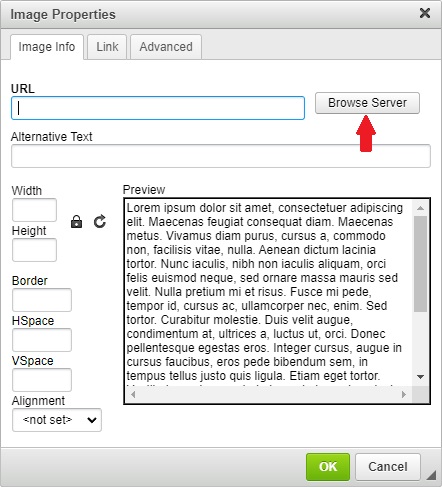 Image Properties
Image Info
Link
Advanced
URL
Browse Server
Alternative Text
Width
Height
Border
HSpace
VSpace
Alignment
<not set>
Preview
Lorem ipsum dolor sit amet, consectetuer adipiscing
elit. Maecenas feugiat consequat diam. Maecenas
metus. Vivamus diam purus, cursus a, commodo
non, facilisis vitae, nulla. Aenean dictum lacinia
tortor. Nunc iaculis, nibh non iaculis aliquam, orci
felis euismod neque, sed ornare massa mauris sed
velit. Nulla pretium mi et risus. Fusce mi pede,
tempor id, cursus ac, ullamcorper nec, enim. Sed
tortor. Curabitur molestie. Duis velit augue,
condimentum at, ultrices a, luctus ut, orci. Donec
pellentesque egestas eros. Integer cursus, augue in
cursus faucibus, eros pede bibendum sem, in
tempus tellus justo quis ligula. Etiam eget tortor.
OK
Cancel